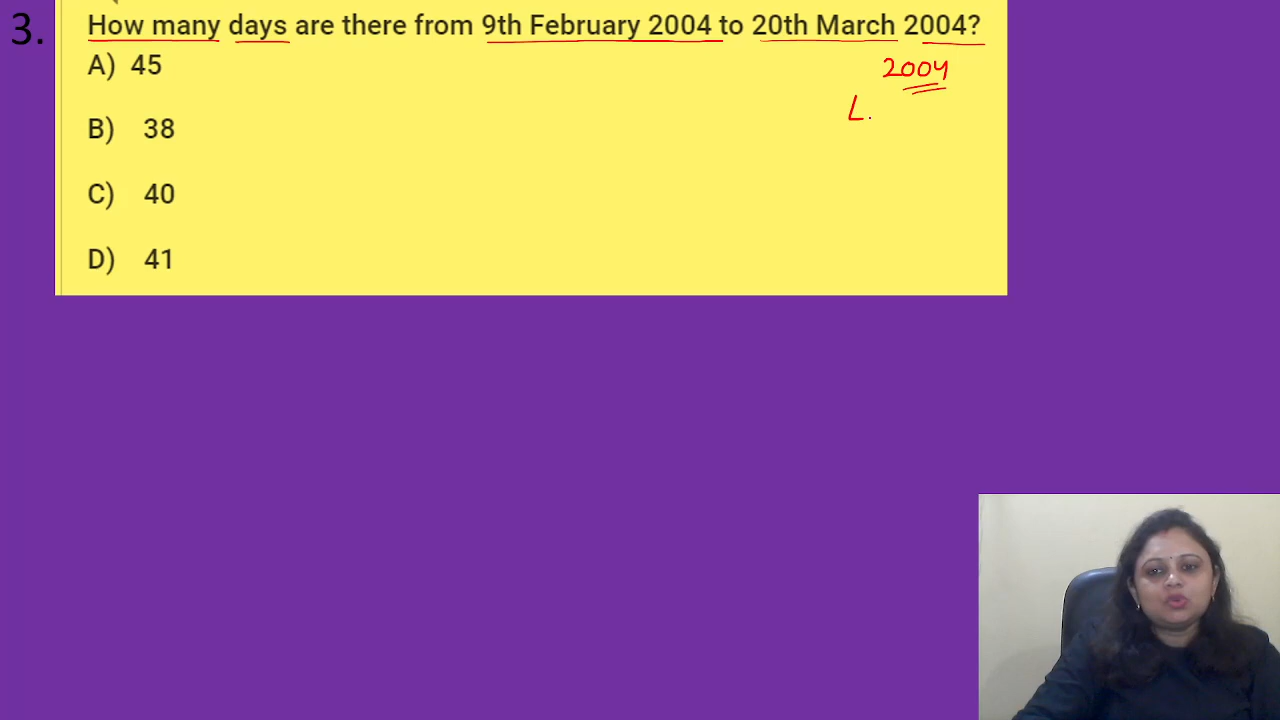 3.
How many days are there from 9th February 2004 to 20th March 2004?
A) 45
2004
L.
B) 38
C) 40
D) 41